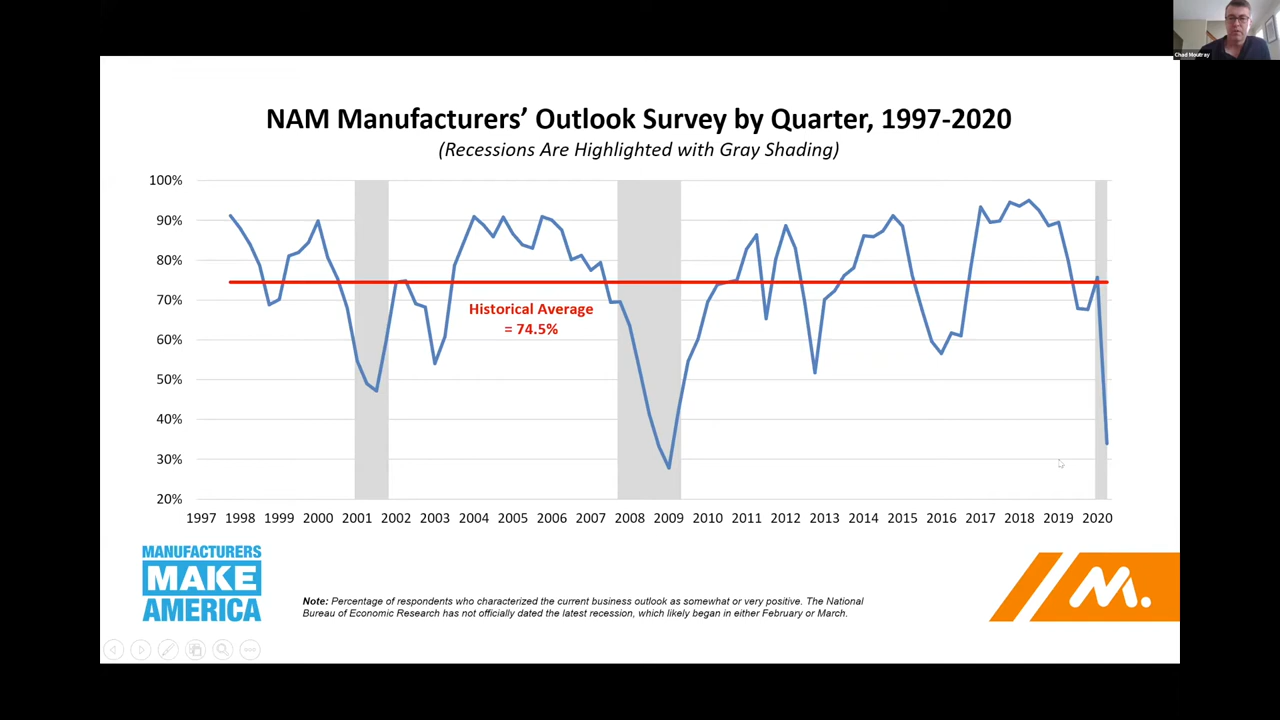 Chad Moutray
NAM Manufacturers' Outlook Survey by Quarter, 1997-2020
(Recessions Are Highlighted with Gray Shading)
100%
90%
80%
70%
60%
50%
40%
30%
20%
Historical Average
= 74.5%
1997 1998 1999 2000 2001 2002 2003 2004 2005 2006 2007 2008 2009 2010 2011 2012 2013 2014 2015 2016 2017 2018 2019 2020
MANUFACTURERS
MAKE
AMERICA
Note: Percentage of respondents who characterized the current business outlook as somewhat or very positive. The National
Bureau of Economic Research has not officially dated the latest recession, which likely began in either February or March.
M.